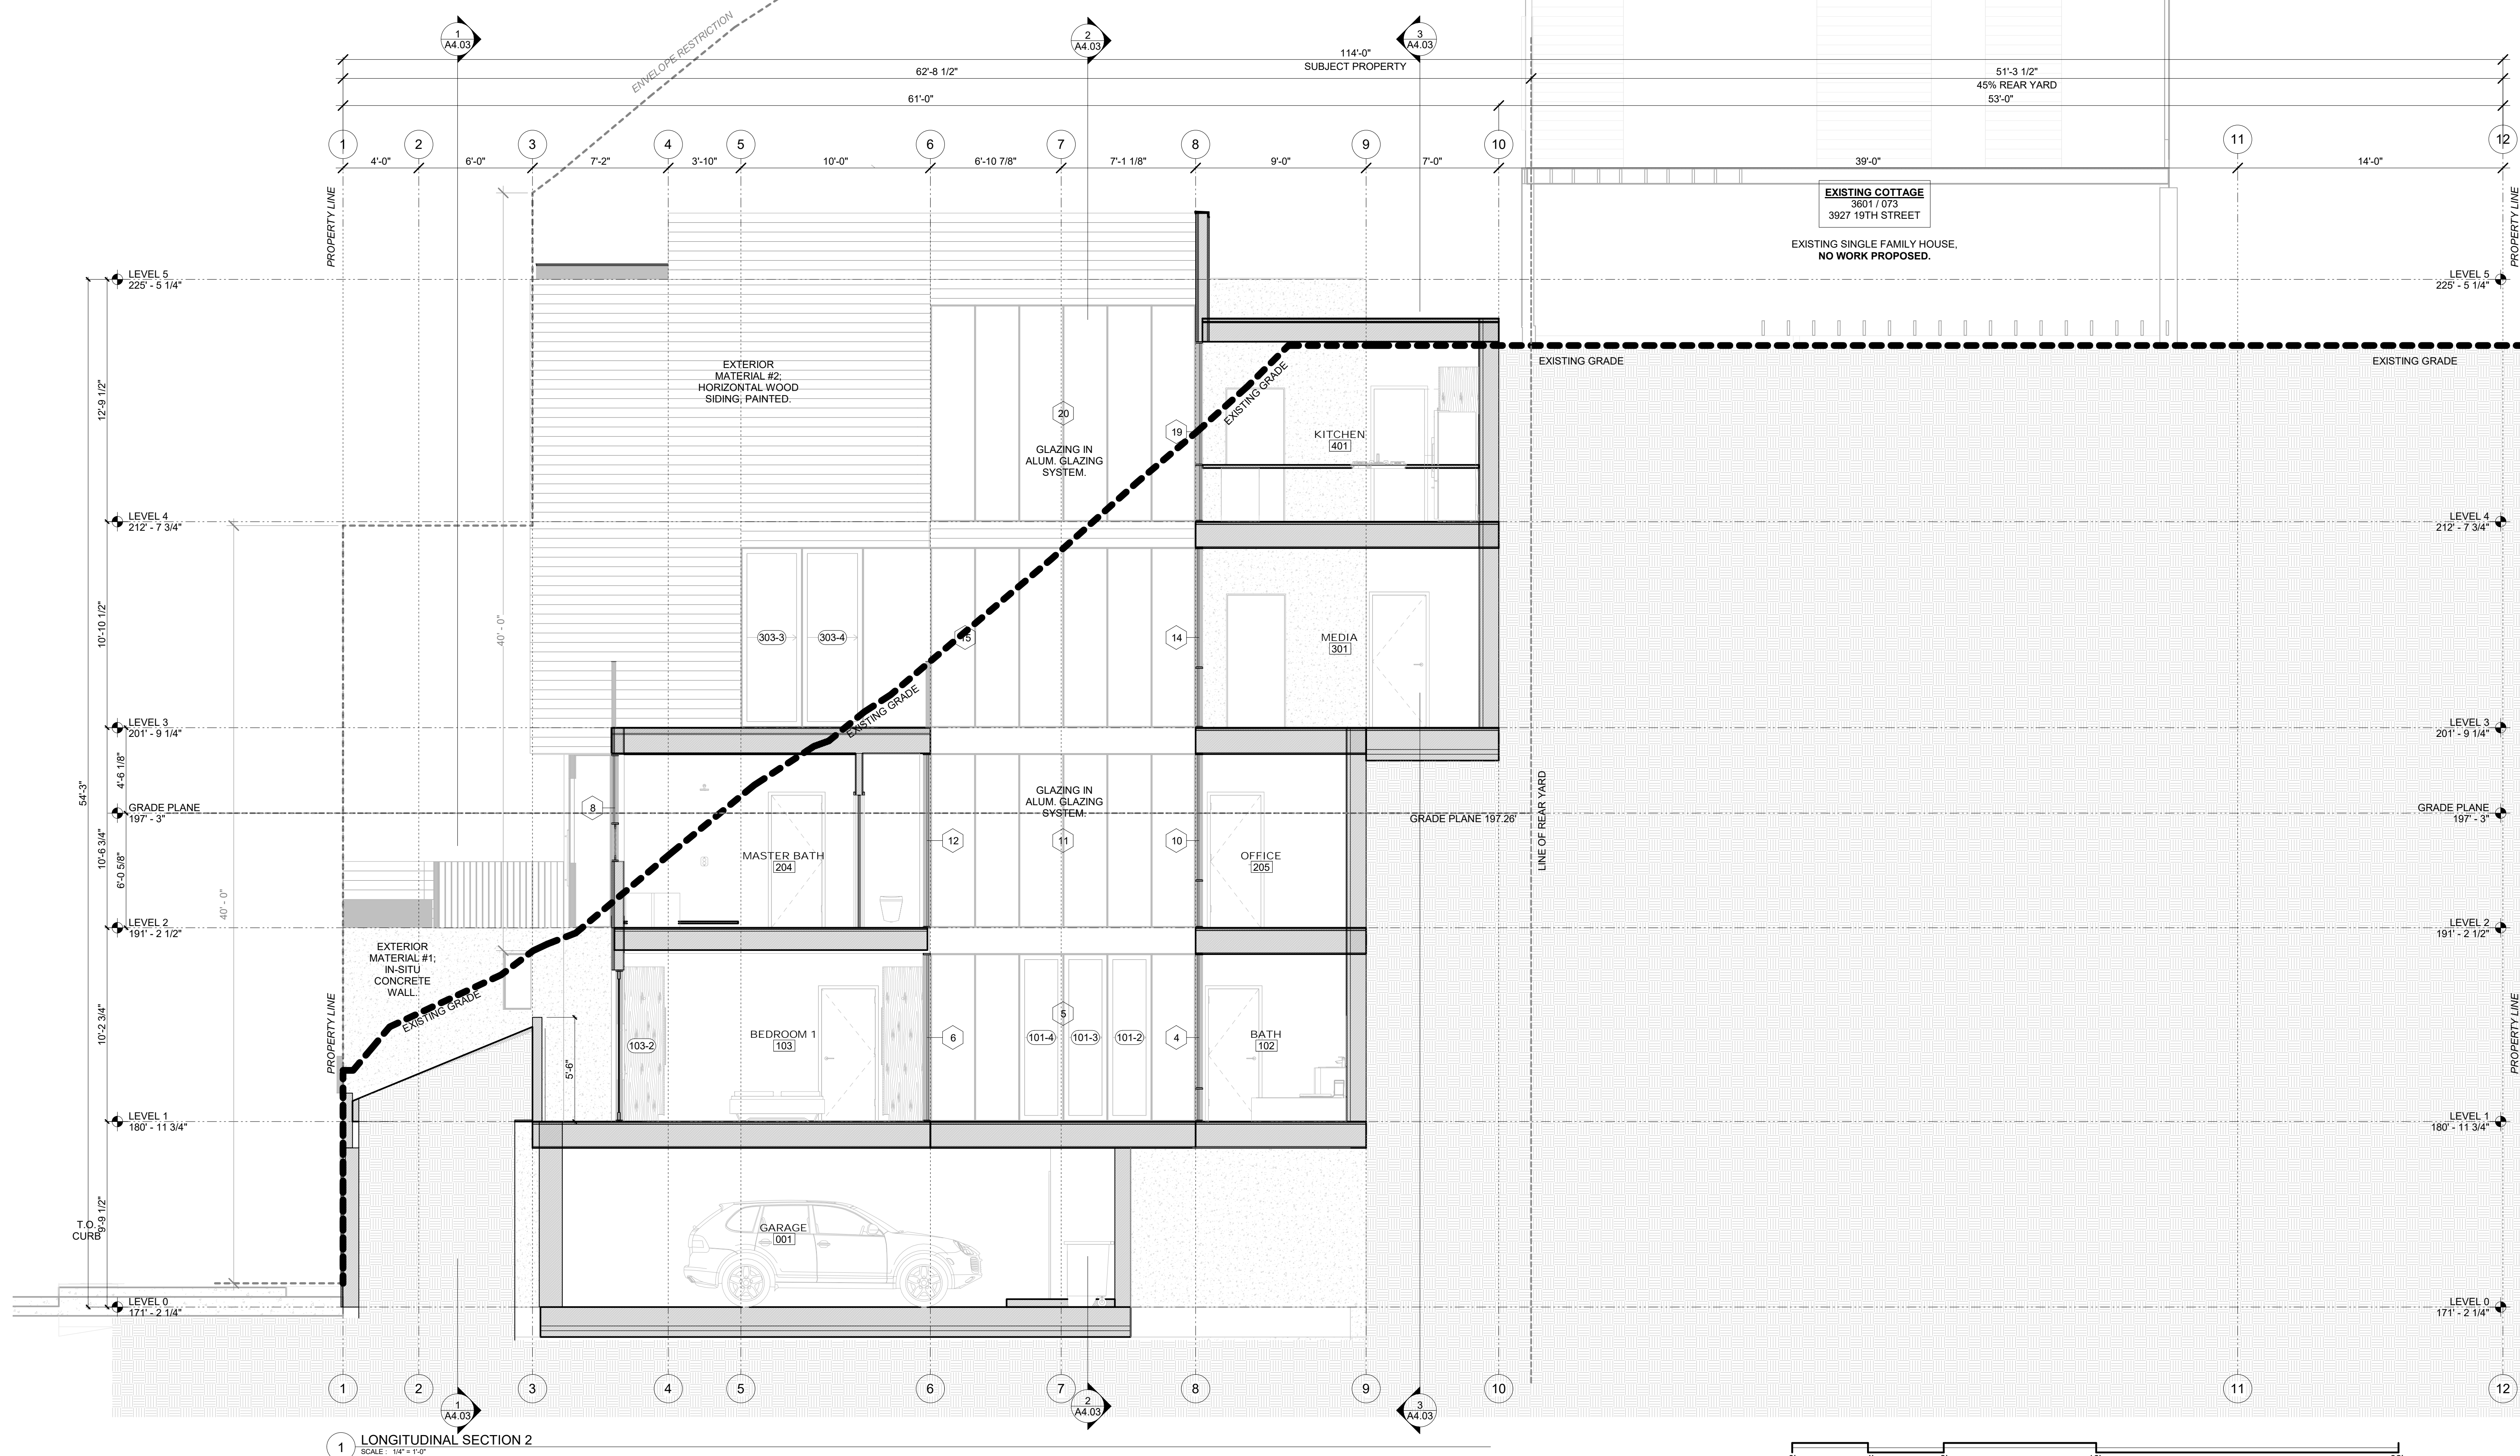 ENVELOPE RESTRICTION
1
A4.03
2
A4.03
3
A4.03
114'-0"
SUBJECT PROPERTY
62'-8 1/2"
51'-3 1/2"
45% REAR YARD
61'-0"
53'-0"
1
2
3
4
5
6
7
8
9
10
11
12
4'-0"
6'-0"
7'-2"
3'-10"
10'-0"
6'-10 7/8"
7'-1 1/8"
9'-0"
7'-0"
39'-0"
14'-0"
PROPERTY LINE
PROPERTY LINE
EXISTING COTTAGE
3601 / 073
3927 19TH STREET
EXISTING SINGLE FAMILY HOUSE,
NO WORK PROPOSED.
LEVEL 5
225' - 5 1/4"
LEVEL 5
225' - 5 1/4"
EXISTING GRADE
EXISTING GRADE
EXTERIOR
MATERIAL #2;
HORIZONTAL WOOD
SIDING, PAINTED.
12'-9 1/2"
20
19
EXISTING GRADE
KITCHEN
401
GLAZING IN
ALUM. GLAZING
SYSTEM.
LEVEL 4
212' - 7 3/4"
LEVEL 4
212' - 7 3/4"
10'-10 1/2"
40' - 0"
303-3
303-4
15
14
MEDIA
301
EXISTING GRADE
LEVEL 3
201' - 9 1/4"
LEVEL 3
201' - 9 1/4"
54'-3"
4'-6 1/8"
10'-6 3/4"
6'-0 5/8"
GRADE PLANE
197' - 3"
GRADE PLANE
197' - 3"
8
GLAZING IN
ALUM. GLAZING
SYSTEM.
GRADE PLANE 197.26'
LINE OF REAR YARD
MASTER BATH
204
12
11
10
OFFICE
205
40' - 0"
LEVEL 2
191' - 2 1/2"
LEVEL 2
191' - 2 1/2"
EXTERIOR
MATERIAL #1;
IN-SITU
CONCRETE
WALL.
EXISTING GRADE
PROPERTY LINE
PROPERTY LINE
10'-2 3/4"
5'-6"
103-2
BEDROOM 1
103
6
5
101-4
101-3
101-2
4
BATH
102
LEVEL 1
180' - 11 3/4"
LEVEL 1
180' - 11 3/4"
9'-9 1/2"
T.O.
CURB
GARAGE
001
LEVEL 0
171' - 2 1/4"
LEVEL 0
171' - 2 1/4"
1
2
3
4
5
6
7
8
9
10
11
12
1
A4.03
2
A4.03
3
A4.03
1
LONGITUDINAL SECTION 2
SCALE : 1/4" = 1'-0"